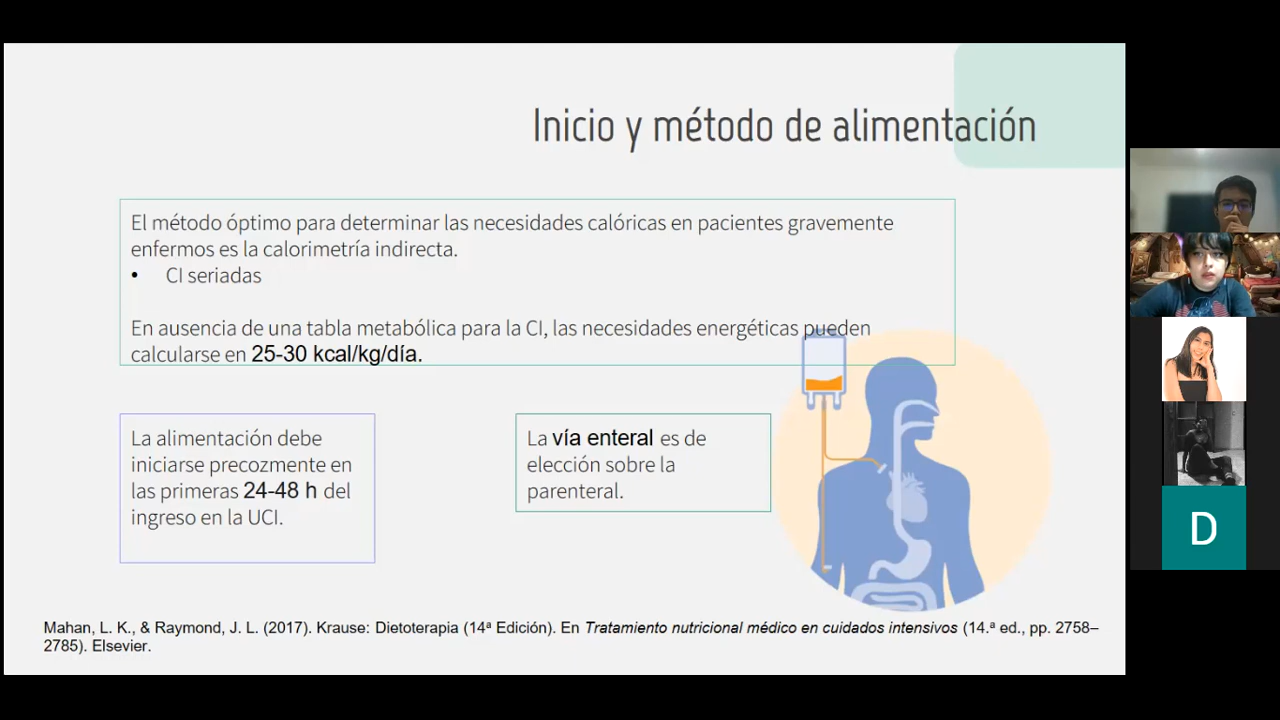 Inicio y método de alimentación
El método óptimo para determinar las necesidades calóricas en pacientes gravemente
enfermos es la calorimetría indirecta.
• CI seriadas
En ausencia de una tabla metabólica para la CI, las necesidades energéticas pueden
calcularse en 25-30 kcal/kg/día.
La alimentación debe
iniciarse precozmente en
las primeras 24-48 h del
ingreso en la UCI.
La vía enteral es de
elección sobre la
parenteral.
Mahan, L. K., & Raymond, J. L. (2017). Krause: Dietoterapia (14ª Edición). En Tratamiento nutricional médico en cuidados intensivos (14.ª ed., pp. 2758–
2785). Elsevier.
D